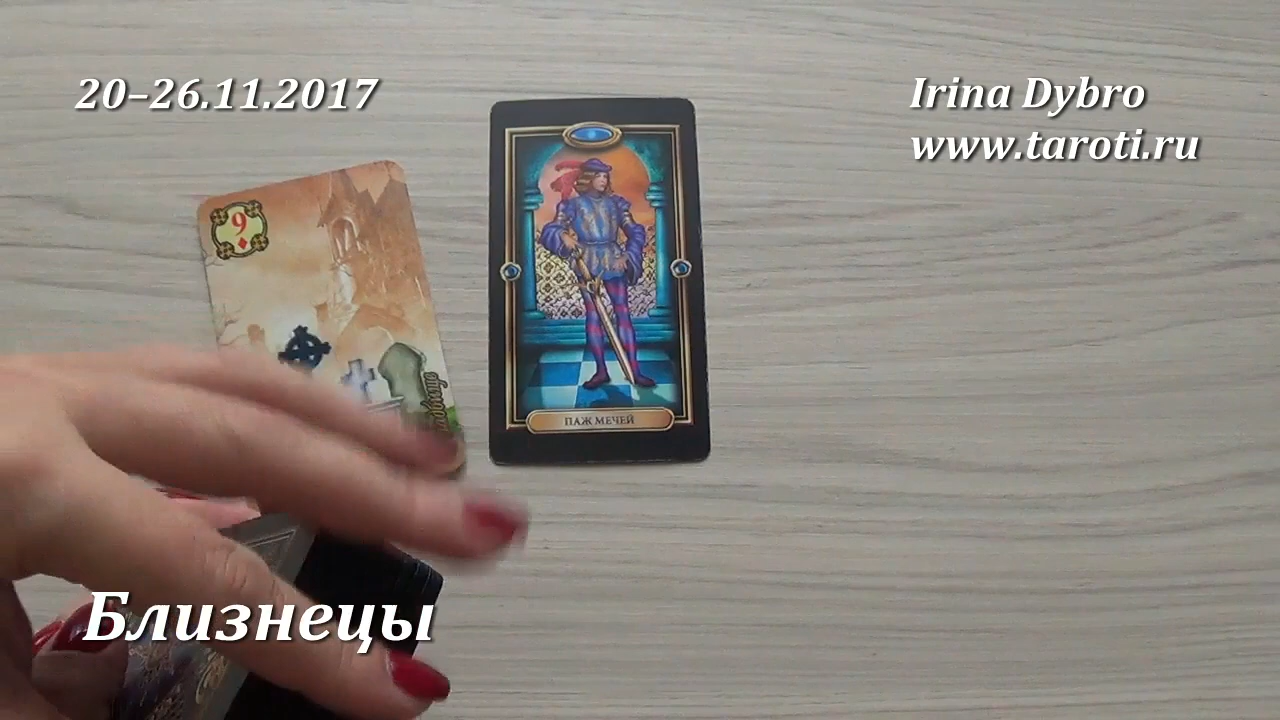 20–26.11.2017
Irina Dybro
www.taroti.ru
9
ПАЖ МЕЧЕЙ
Близнецы